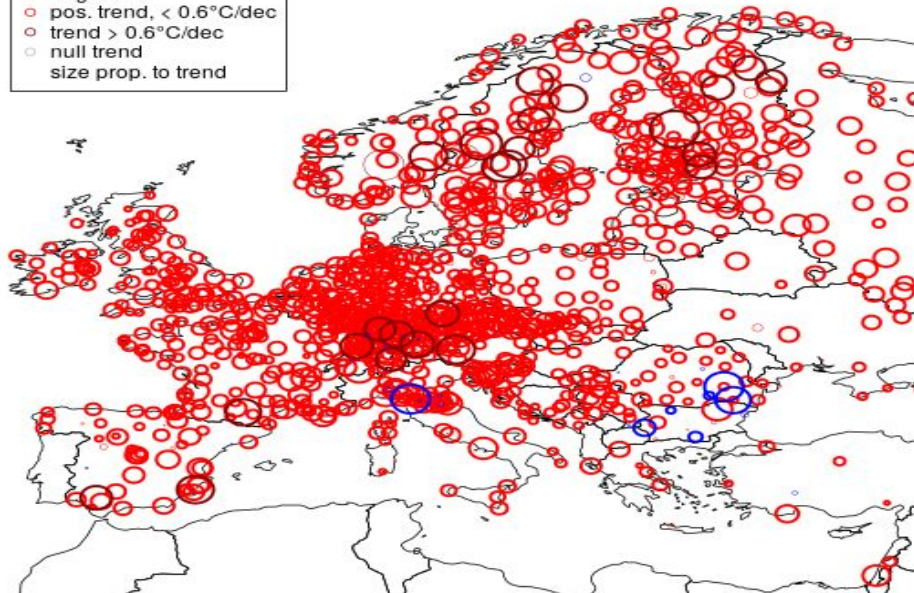 pos. trend, < 0.6°C/dec
trend > 0.6°C/dec
null trend
size prop. to trend